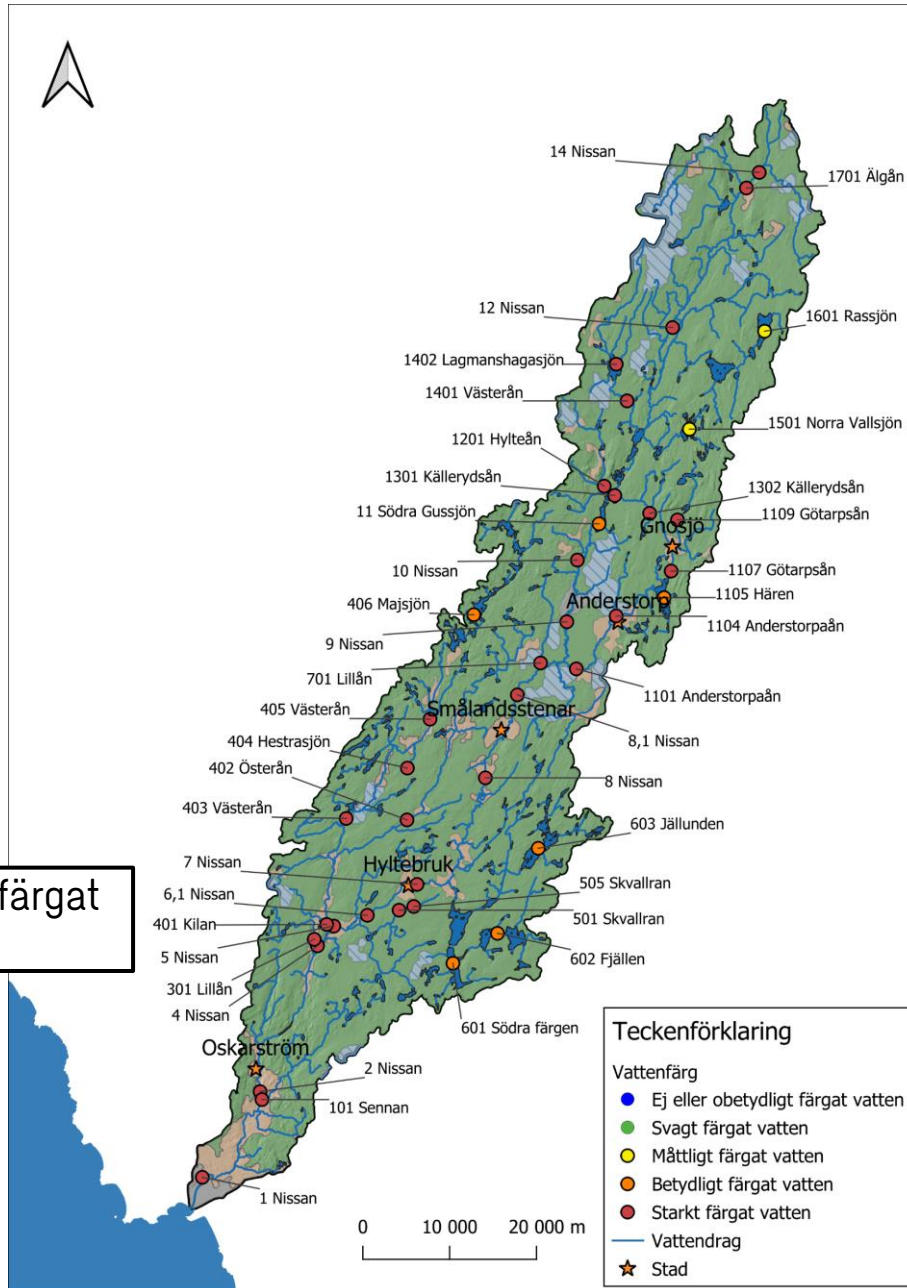 14 Nissan
1701 Älgån
12 Nissan
1601 Rassjön
1402 Lagmanshagasjön
1401 Västerån
1501 Norra Vallsjön
1201 Hylteån
1301 Källerydsån
1302 Källerydsån
11 Södra Gussjön
1109 Götarpsån
Gnosjö
10 Nissan
1107 Götarpsån
406 Majsjön
Anderstorp
1105 Hären
9 Nissan
1104 Anderstorpaån
701 Lillån
1101 Anderstorpaån
405 Västerån
Smålandsstenar
8,1 Nissan
404 Hestrasjön
402 Österån
8 Nissan
403 Västerån
603 Jällunden
7 Nissan
Hyltebruk
färgat
6,1 Nissan
505 Skvallran
401 Kilan
501 Skvallran
5 Nissan
602 Fjällen
301 Lillån
4 Nissan
601 Södra färgen
Oskarström
2 Nissan
101 Sennan
1 Nissan
0 10 000 20 000 m
Teckenförklaring
Vattenfärg
Ej eller obetydligt färgat vatten
Svagt färgat vatten
Måttligt färgat vatten
Betydligt färgat vatten
Starkt färgat vatten
Vattendrag
Stad